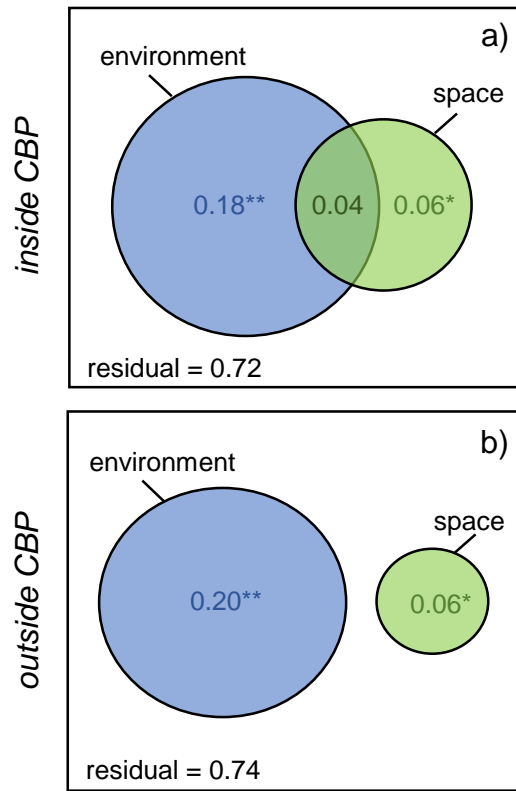 a)
environment
space
inside CBP
0.18** 0.04 0.06*
residual = 0.72
b)
environment
space
outside CBP
0.20** 0.06*
residual = 0.74